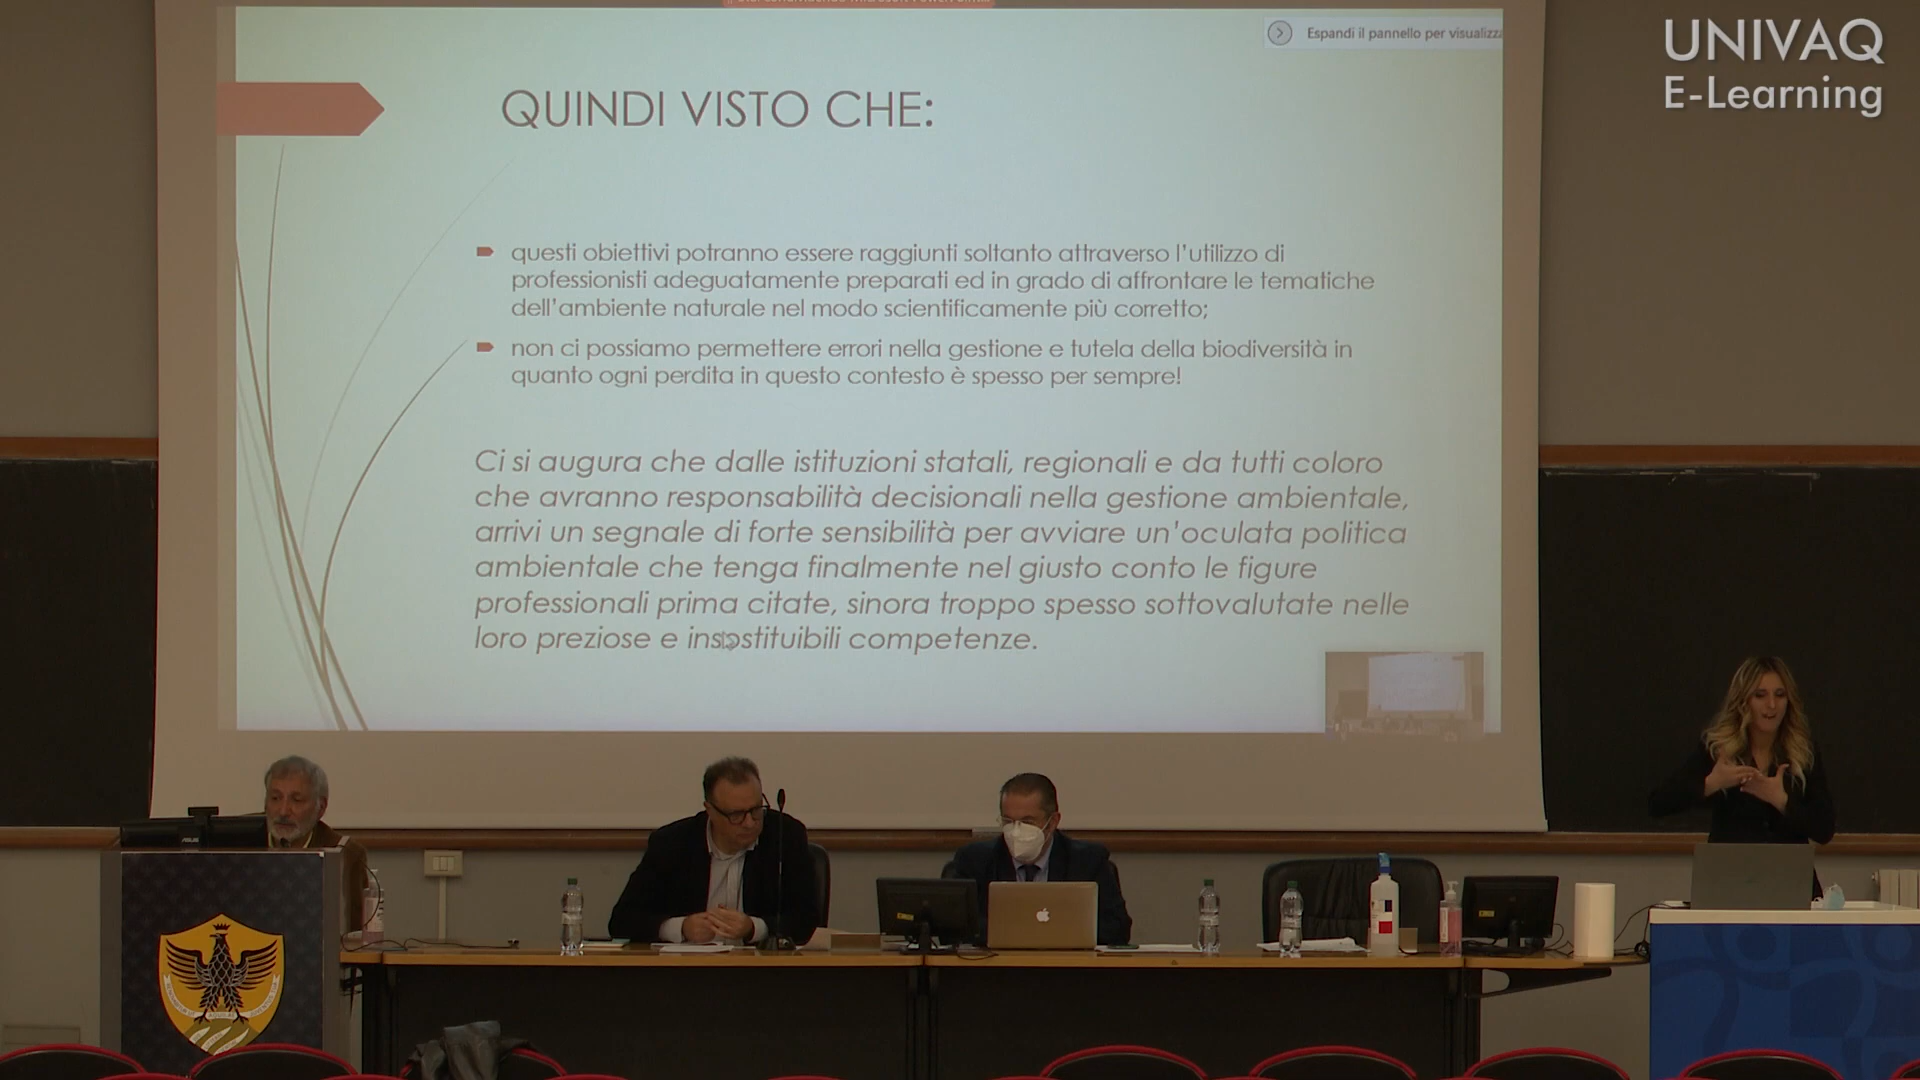 UNIVAQ
E-Learning
Espandi il pannello per visualizza
QUINDI VISTO CHE:
questi obiettivi potranno essere raggiunti soltanto attraverso l'utilizzo di
professionisti adeguatamente preparati ed in grado di affrontare le tematiche
dell'ambiente naturale nel modo scientificamente più corretto;
non ci possiamo permettere errori nella gestione e tutela della biodiversità in
quanto ogni perdita in questo contesto è spesso per sempre!
Ci si augura che dalle istituzioni statali, regionali e da tutti coloro
che avranno responsabilità decisionali nella gestione ambientale,
arrivi un segnale di forte sensibilità per avviare un'oculata politica
ambientale che tenga finalmente nel giusto conto le figure
professionali prima citate, sinora troppo spesso sottovalutate nelle
loro preziose e insostituibili competenze.